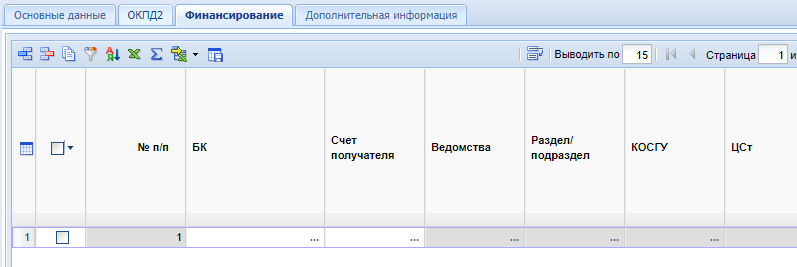 Основные данные ОКПД2 Финансирование Дополнительная информация
Выводить по 15 Страница 1 и
№ п/п БК Счет получателя Ведомства Раздел/подраздел КОСГУ ЦСт
1 1 ... ... ... ... ...